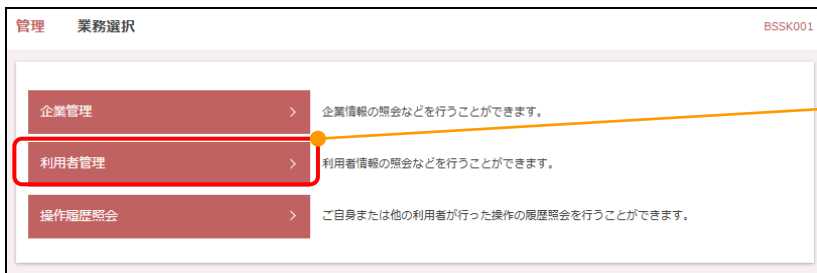 管理 業務選択 BSSK001
企業管理 企業情報の照会などを行うことができます。
利用者管理 利用者情報の照会などを行うことができます。
操作履歴照会 ご自身または他の利用者が行った操作の履歴照会を行うことができます。